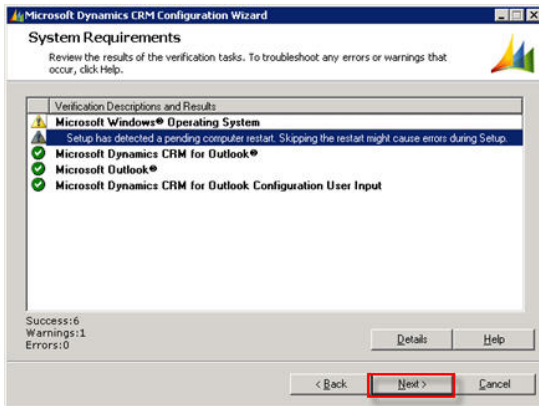 Microsoft Dynamics CRM Configuration Wizard
System Requirements
Review the results of the verification tasks. To troubleshoot any errors or warnings that
occur, click Help.
Verification Descriptions and Results
Microsoft Windows® Operating System
Setup has detected a pending computer restart. Skipping the restart might cause errors during Setup.
Microsoft Dynamics CRM for Outlook®
Microsoft Outlook®
Microsoft Dynamics CRM for Outlook Configuration User Input
Success:6
Warnings:1
Errors:0
Details
Help
< Back
Next >
Cancel